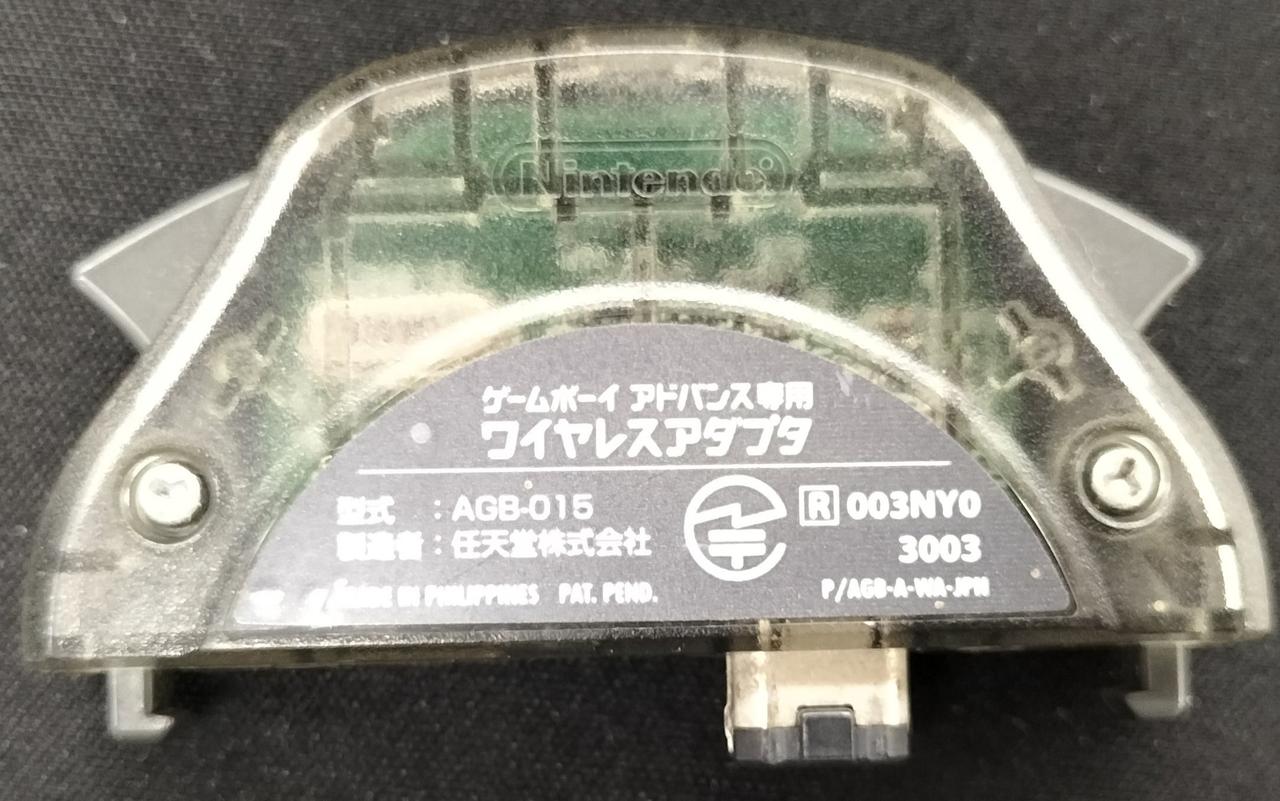 Nintendo®
ゲームボーイ アドバンス専用
ワイヤレスアダプタ
型式 : AGB-015
製造者 : 任天堂株式会社
R 003NY0
3003
MADE IN PHILIPPINES PAT. PEND.
P/AGB-A-WA-JPN